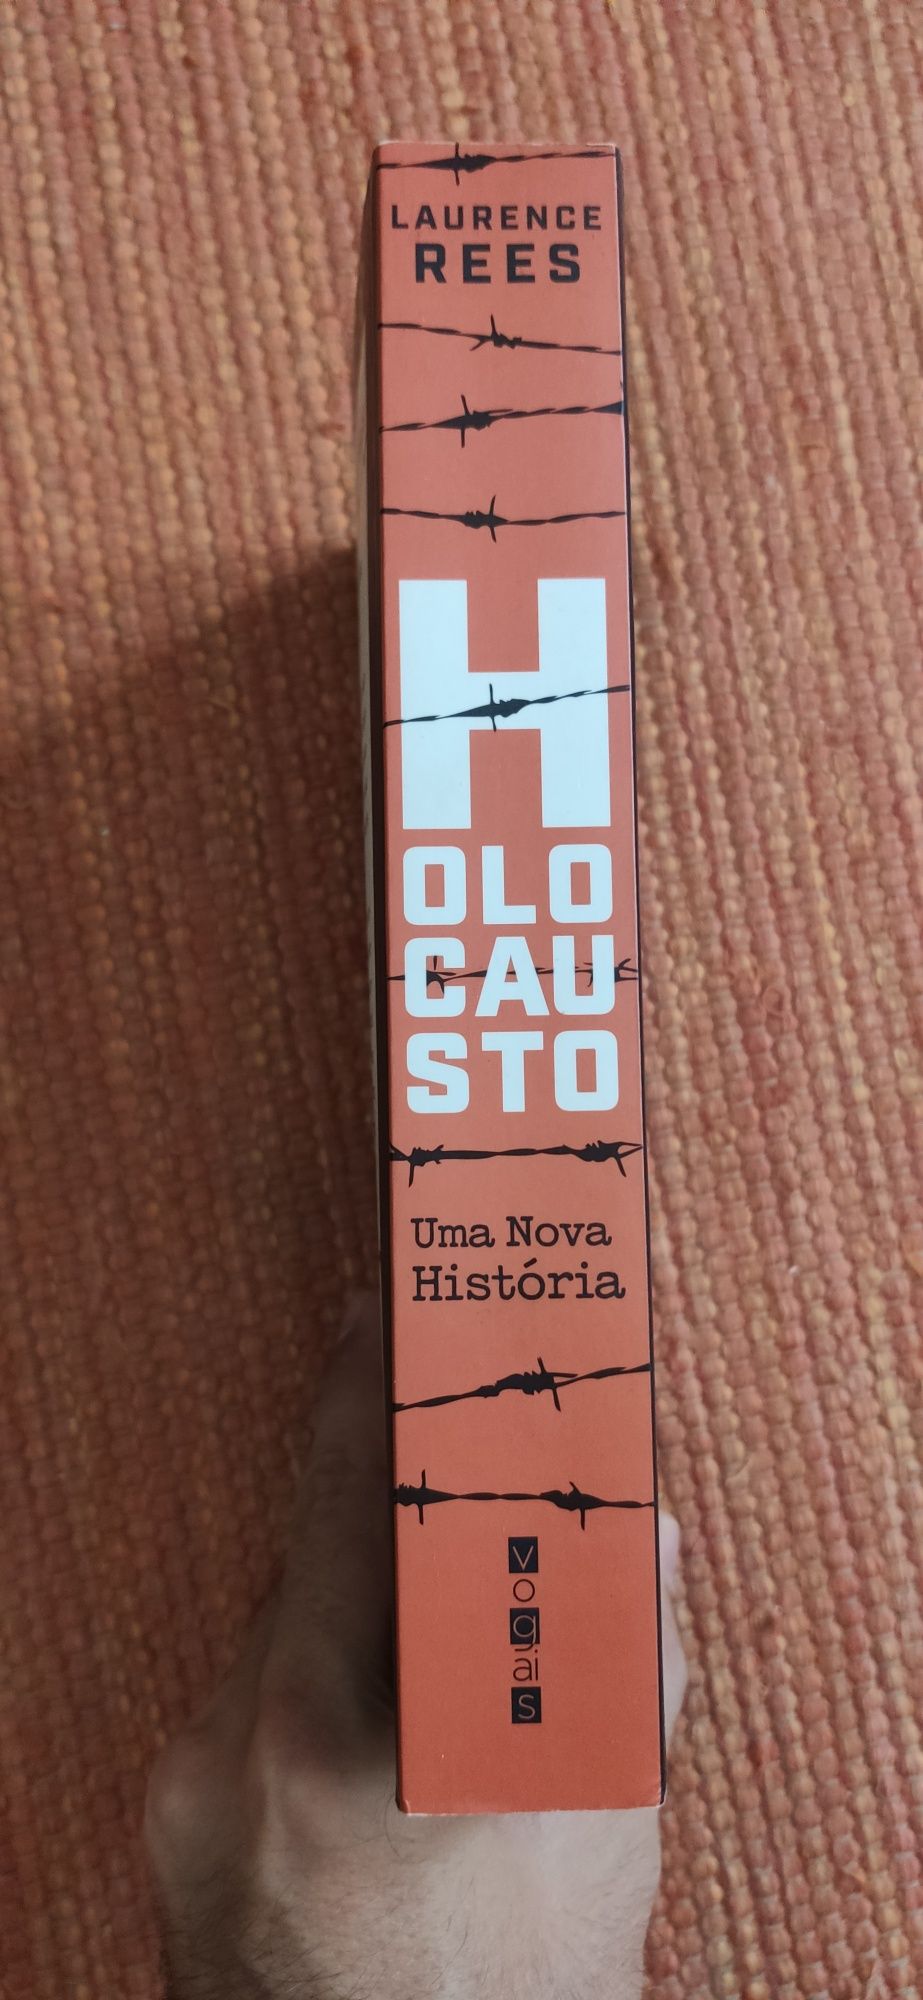 LAURENCE
REES
H
OLO
CAU
STO
Uma Nova
História
vogais